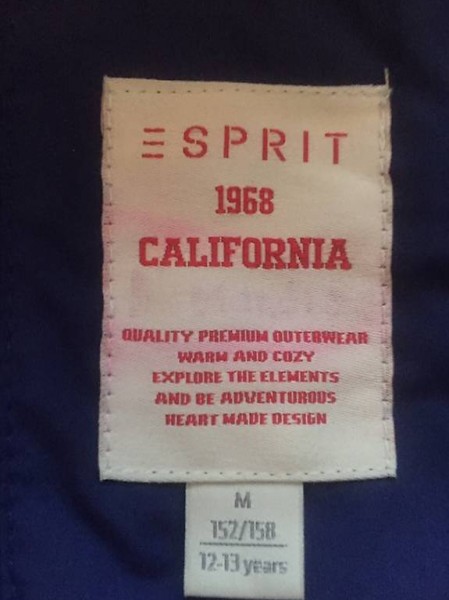 ESPRIT
1968
CALIFORNIA
QUALITY PREMIUM OUTERWEAR
WARM AND COZY
EXPLORE THE ELEMENTS
AND BE ADVENTUROUS
HEART MADE DESIGN
M
152/158
12-13 years